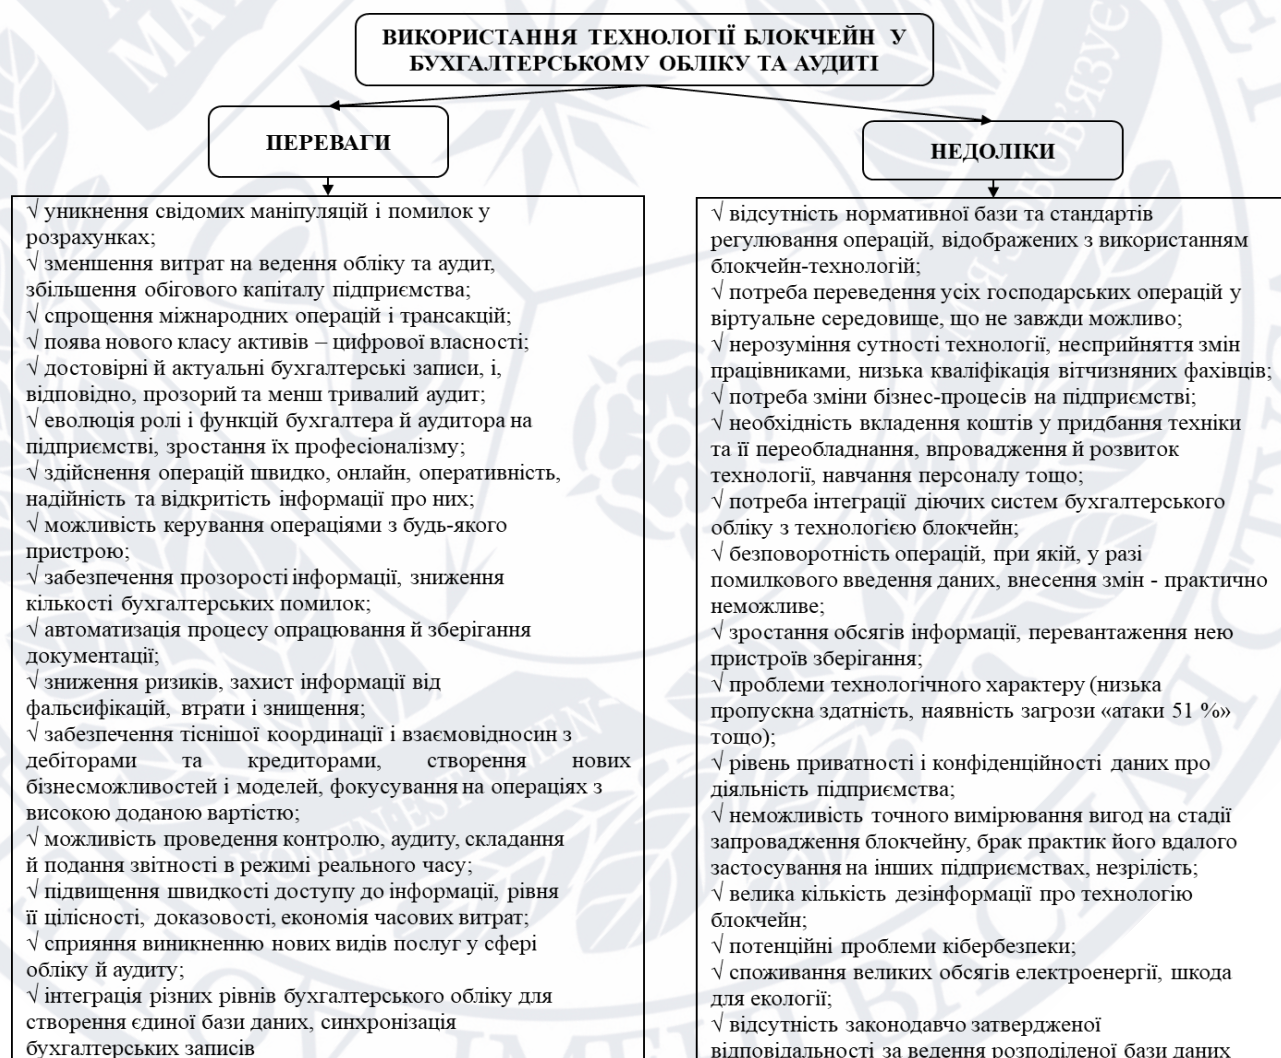 ВИКОРИСТАННЯ ТЕХНОЛОГІЇ БЛОКЧЕЙН У
БУХГАЛТЕРСЬКОМУ ОБЛІКУ ТА АУДИТІ
ПЕРЕВАГИ
√ уникнення свідомих маніпуляцій і помилок у
розрахунках;
√ зменшення витрат на ведення обліку та аудит,
збільшення обігового капіталу підприємства;
√ спрощення міжнародних операцій і трансакцій;
√ поява нового класу активів – цифрової власності;
√ достовірні й актуальні бухгалтерські записи, і,
відповідно, прозорий та менш тривалий аудит;
√ еволюція ролі і функцій бухгалтера й аудитора на
підприємстві, зростання їх професіоналізму;
√ здійснення операцій швидко, онлайн, оперативність,
надійність та відкритість інформації про них;
√ можливість керування операціями з будь-якого
пристрою;
√ забезпечення прозорості інформації, зниження
кількості бухгалтерських помилок;
√ автоматизація процесу опрацювання й зберігання
документації;
√ зниження ризиків, захист інформації від
фальсифікацій, втрати і знищення;
√ забезпечення тіснішої координації і взаємовідносин з
дебіторами та кредиторами, створення нових
бізнесможливостей і моделей, фокусування на операціях з
високою доданою вартістю;
√ можливість проведення контролю, аудиту, складання
й подання звітності в режимі реального часу;
√ підвищення швидкості доступу до інформації, рівня
її цілісності, доказовості, економія часових витрат;
√ сприяння виникненню нових видів послуг у сфері
обліку й аудиту;
√ інтеграція різних рівнів бухгалтерського обліку для
створення єдиної бази даних, синхронізація
бухгалтерських записів
НЕДОЛІКИ
√ відсутність нормативної бази та стандартів
регулювання операцій, відображених з використанням
блокчейн-технологій;
√ потреба переведення усіх господарських операцій у
віртуальне середовище, що не завжди можливо;
√ нерозуміння сутності технології, несприйняття змін
працівниками, низька кваліфікація вітчизняних фахівців;
√ потреба зміни бізнес-процесів на підприємстві;
√ необхідність вкладення коштів у придбання техніки
та її переобладнання, впровадження й розвиток
технології, навчання персоналу тощо;
√ потреба інтеграції діючих систем бухгалтерського
обліку з технологією блокчейн;
√ безповоротність операцій, при якій, у разі
помилкового введення даних, внесення змін - практично
неможливе;
√ зростання обсягів інформації, перевантаження нею
пристроїв зберігання;
√ проблеми технологічного характеру (низька
пропускна здатність, наявність загрози «атаки 51 %»
тощо);
√ рівень приватності і конфіденційності даних про
діяльність підприємства;
√ неможливість точного вимірювання вигод на стадії
запровадження блокчейну, брак практик його вдалого
застосування на інших підприємствах, незрілість;
√ велика кількість дезінформації про технологію
блокчейн;
√ потенційні проблеми кібербезпеки;
√ споживання великих обсягів електроенергії, шкода
для екології;
√ відсутність законодавчо затвердженої
відповідальності за ведення розподіленої бази даних